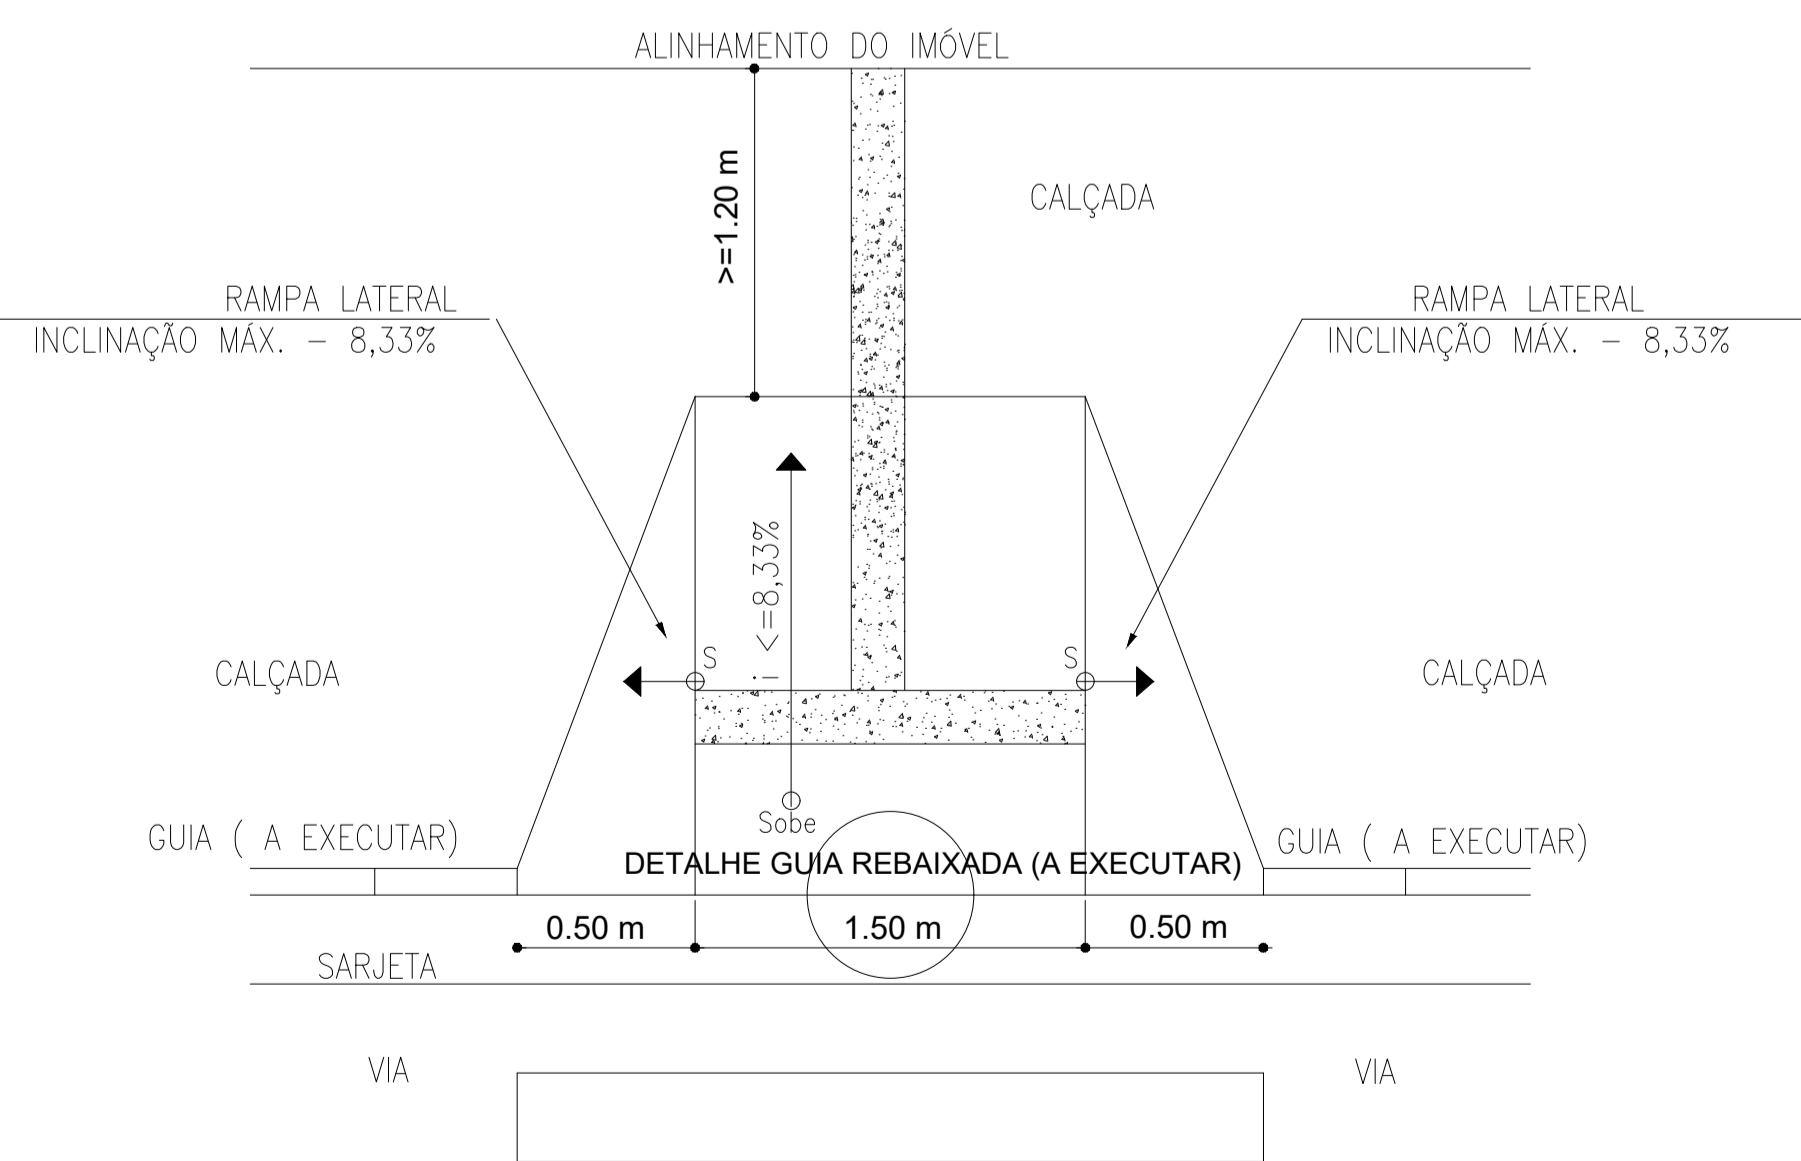 ALINHAMENTO DO IMÓVEL
>=1.20 m
CALÇADA
RAMPA LATERAL
INCLINAÇÃO MÁX. - 8,33%
RAMPA LATERAL
INCLINAÇÃO MÁX. - 8,33%
i <=8,33%
S
S
CALÇADA
CALÇADA
Sobe
GUIA ( A EXECUTAR)
DETALHE GUIA REBAIXADA (A EXECUTAR)
GUIA ( A EXECUTAR)
0.50 m
1.50 m
0.50 m
SARJETA
VIA
VIA